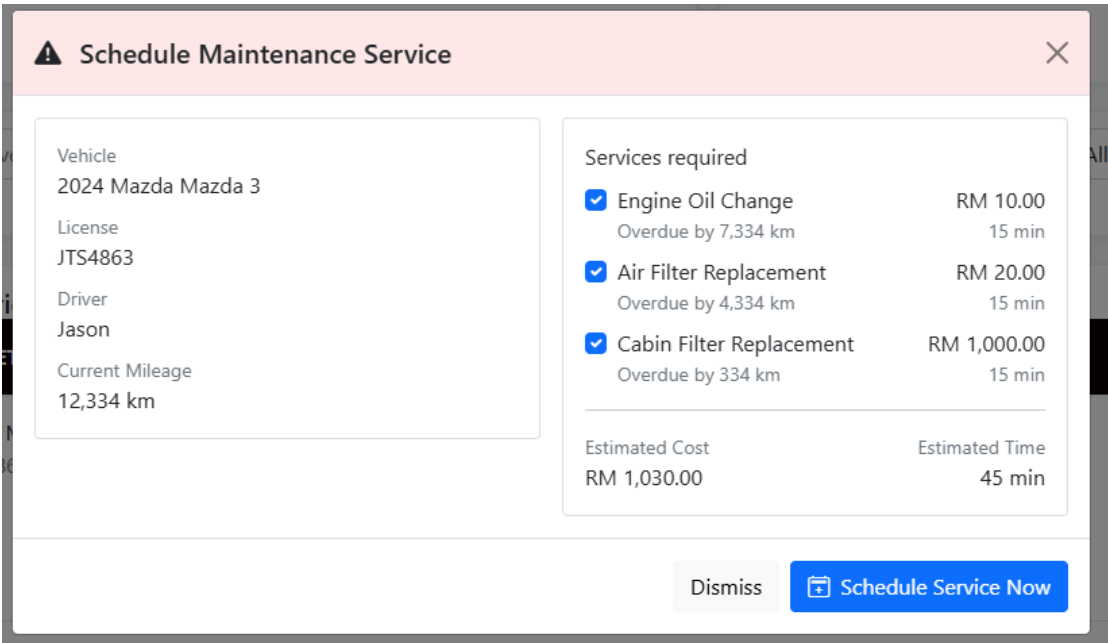 Schedule Maintenance Service
Vehicle
2024 Mazda Mazda 3
License
JTS4863
Driver
Jason
Current Mileage
12,334 km
Services required
Engine Oil Change RM 10.00
Overdue by 7,334 km 15 min
Air Filter Replacement RM 20.00
Overdue by 4,334 km 15 min
Cabin Filter Replacement RM 1,000.00
Overdue by 334 km 15 min
Estimated Cost Estimated Time
RM 1,030.00 45 min
Dismiss Schedule Service Now